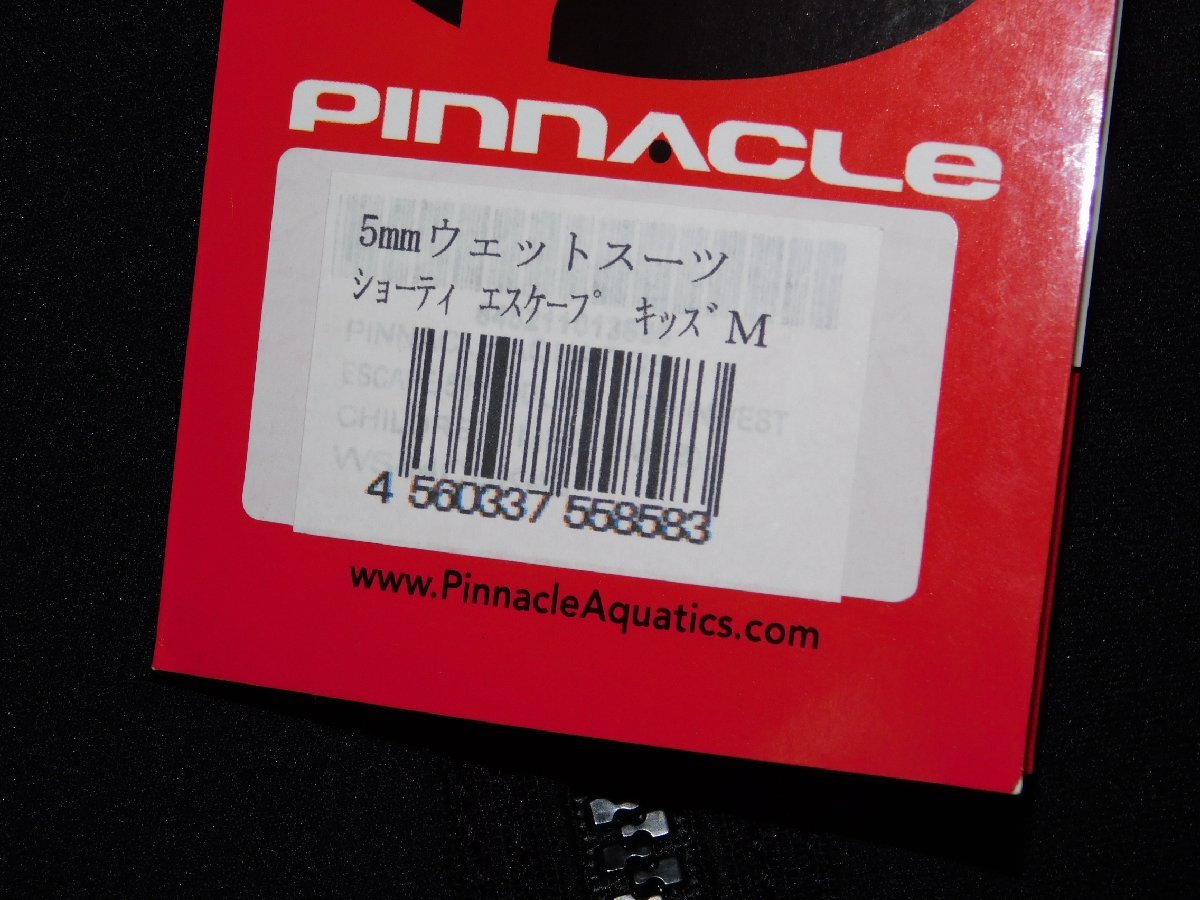 PINNACLE
5mmウェットスーツ
ショーティ エスケープ キッズ M
4 560337 558583
www.PinnacleAquatics.com